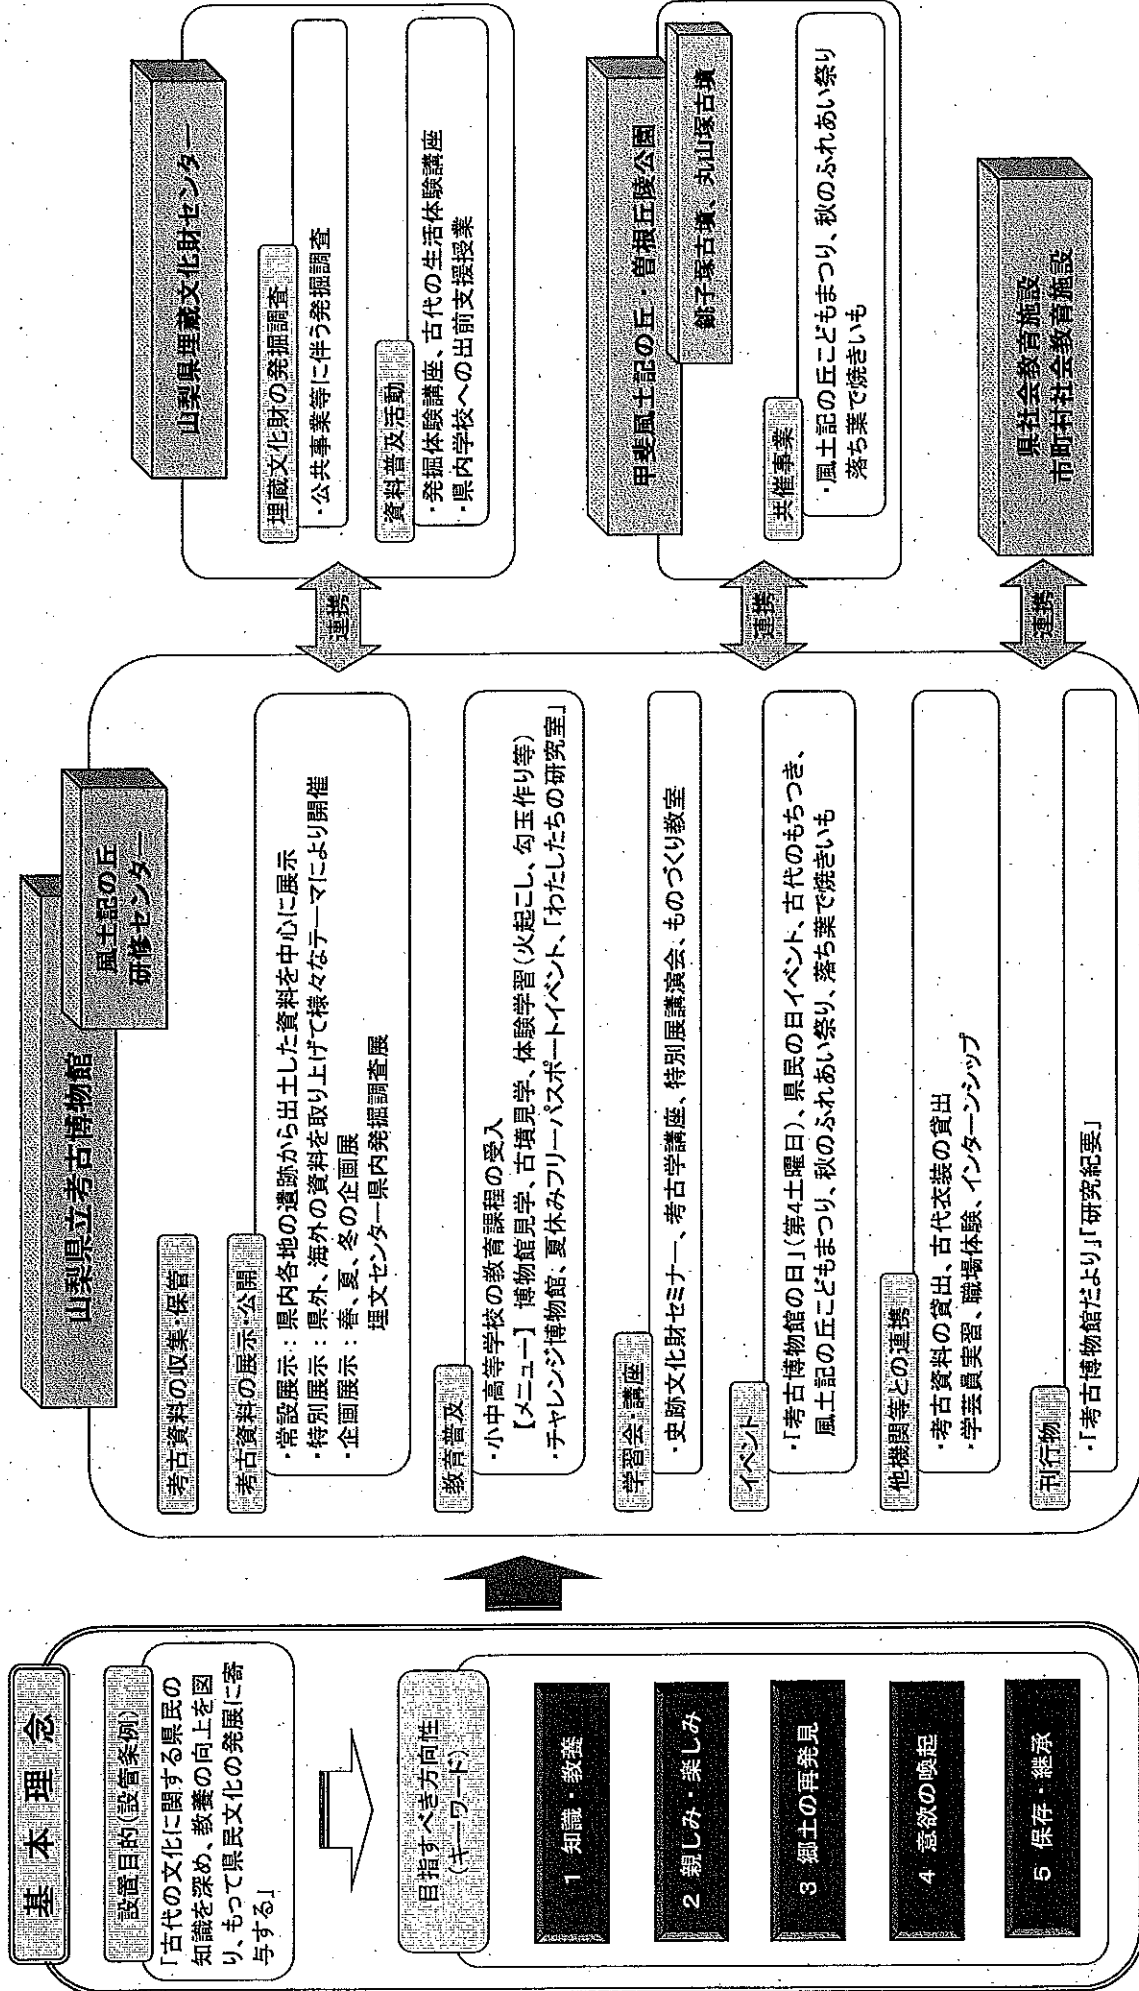 基本理念
設置目的(設管条例)
「古代の文化に関する県民の
知識を深め、教養の向上を図
り、もって県民文化の発展に寄
与する」
目指すべき方向性
(キーワード)
1 知識・教養
2 親しみ・楽しみ
3 郷土の再発見
4 意欲の喚起
5 保存・継承
山梨県立考古博物館
風土記の丘
研修センター
考古資料の収集・保管
考古資料の展示・公開
・常設展示：県内各地の遺跡から出土した資料を中心に展示
・特別展示：県外、海外の資料を取り上げて様々なテーマにより開催
・企画展示：春、夏、冬の企画展
埋文センター県内発掘調査展
教育普及
・小中高等学校の教育課程の受入
【メニュー】 博物館見学、古墳見学、体験学習(火起こし、勾玉作り等)
・チャレンジ博物館、夏休みフリーパスポートイベント、「わたしたちの研究室」
学習会・講座
・史跡文化財セミナー、考古学講座、特別展講演会、ものづくり教室
イベント
・「考古博物館の日」(第4土曜日)、県民の日イベント、古代のもちつき、
風土記の丘こどもまつり、秋のふれあい祭り、落ち葉で焼きいも
他機関等との連携
・考古資料の貸出、古代衣装の貸出
・学芸員実習、職場体験、インターンシップ
刊行物
・「考古博物館だより」「研究紀要」
連携
連携
連携
山梨県埋蔵文化財センター
埋蔵文化財の発掘調査
・公共事業等に伴う発掘調査
資料普及活動
・発掘体験講座、古代の生活体験講座
・県内学校への出前支援授業
甲斐風土記の丘・曽根丘陵公園
銚子塚古墳、丸山塚古墳
共催事業
・風土記の丘こどもまつり、秋のふれあい祭り
落ち葉で焼きいも
県社会教育施設
市町村社会教育施設